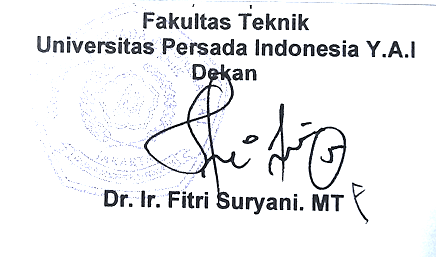 Fakultas Teknik
Universitas Persada Indonesia Y.A.I
Dekan
Dr. Ir. Fitri Suryani. MT